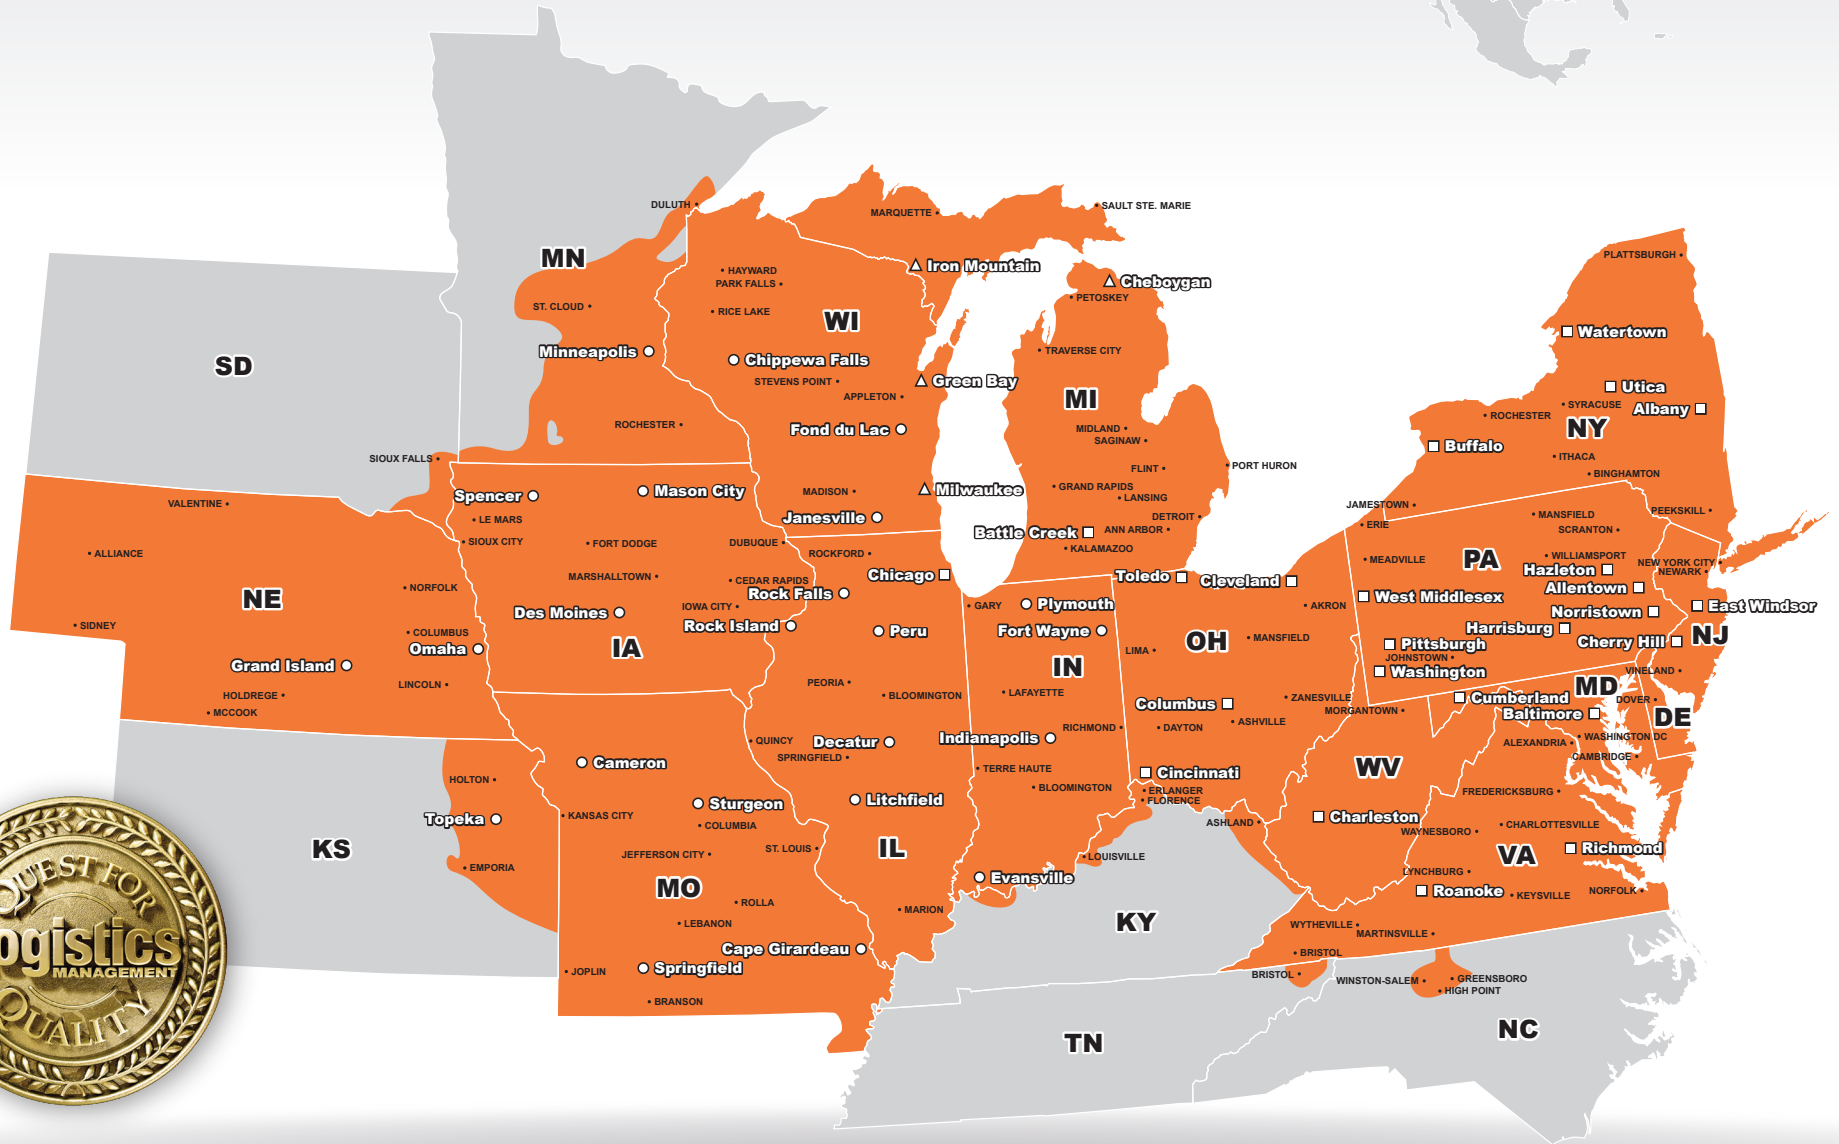 DULUTH
MARQUETTE
SAULT STE. MARIE
MN
Iron Mountain
HAYWARD
PARK FALLS
Cheboygan
PETOSKEY
PLATTSBURGH
ST. CLOUD
RICE LAKE
WI
Watertown
Minneapolis
Chippewa Falls
TRAVERSE CITY
SD
STEVENS POINT
Green Bay
APPLETON
MI
Utica
SYRACUSE
Albany
ROCHESTER
NY
ROCHESTER
Fond du Lac
MIDLAND
SAGINAW
Buffalo
ITHACA
SIOUX FALLS
FLINT
PORT HURON
BINGHAMTON
Spencer
Mason City
MADISON
Milwaukee
GRAND RAPIDS
LANSING
VALENTINE
JAMESTOWN
PEEKSKILL
LE MARS
Janesville
DETROIT
MANSFIELD
ERIE
SCRANTON
Battle Creek
ANN ARBOR
SIOUX CITY
FORT DODGE
DUBUQUE
KALAMAZOO
ALLIANCE
ROCKFORD
MEADVILLE
PA
WILLIAMSPORT
NEW YORK CITY
Hazleton
NEWARK
MARSHALLTOWN
CEDAR RAPIDS
Chicago
Toledo
Cleveland
NORFOLK
Rock Falls
Allentown
NE
IOWA CITY
GARY
Plymouth
AKRON
West Middlesex
East Windsor
Des Moines
Norristown
SIDNEY
Rock Island
Peru
Fort Wayne
Harrisburg
COLUMBUS
MANSFIELD
OH
Cherry Hill
NJ
Omaha
IA
LIMA
Pittsburgh
JOHNSTOWN
Grand Island
IN
Washington
VINELAND
LINCOLN
PEORIA
HOLDREGE
BLOOMINGTON
LAFAYETTE
ZANESVILLE
Cumberland
MD
DOVER
MCCOOK
Columbus
MORGANTOWN
Baltimore
DE
RICHMOND
DAYTON
ASHVILLE
QUINCY
Decatur
Indianapolis
ALEXANDRIA
WASHINGTON DC
SPRINGFIELD
CAMBRIDGE
Cameron
TERRE HAUTE
Cincinnati
WV
HOLTON
BLOOMINGTON
ERLANGER
FLORENCE
FREDERICKSBURG
Sturgeon
Litchfield
Topeka
KANSAS CITY
COLUMBIA
ASHLAND
Charleston
WAYNESBORO
CHARLOTTESVILLE
KS
JEFFERSON CITY
ST. LOUIS
IL
LOUISVILLE
VA
Richmond
EMPORIA
LYNCHBURG
MO
Evansville
Roanoke
KEYSVILLE
NORFOLK
ROLLA
MARION
LEBANON
KY
WYTHEVILLE
MARTINSVILLE
Cape Girardeau
BRISTOL
JOPLIN
Springfield
BRISTOL
WINSTON-SALEM
GREENSBORO
HIGH POINT
BRANSON
TN
NC
QUEST FOR
ogistics
MANAGEMENT
QUALITY